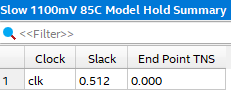 Slow 1100mV 85C Model Hold Summary
<<Filter>>
Clock Slack End Point TNS
1 clk 0.512 0.000